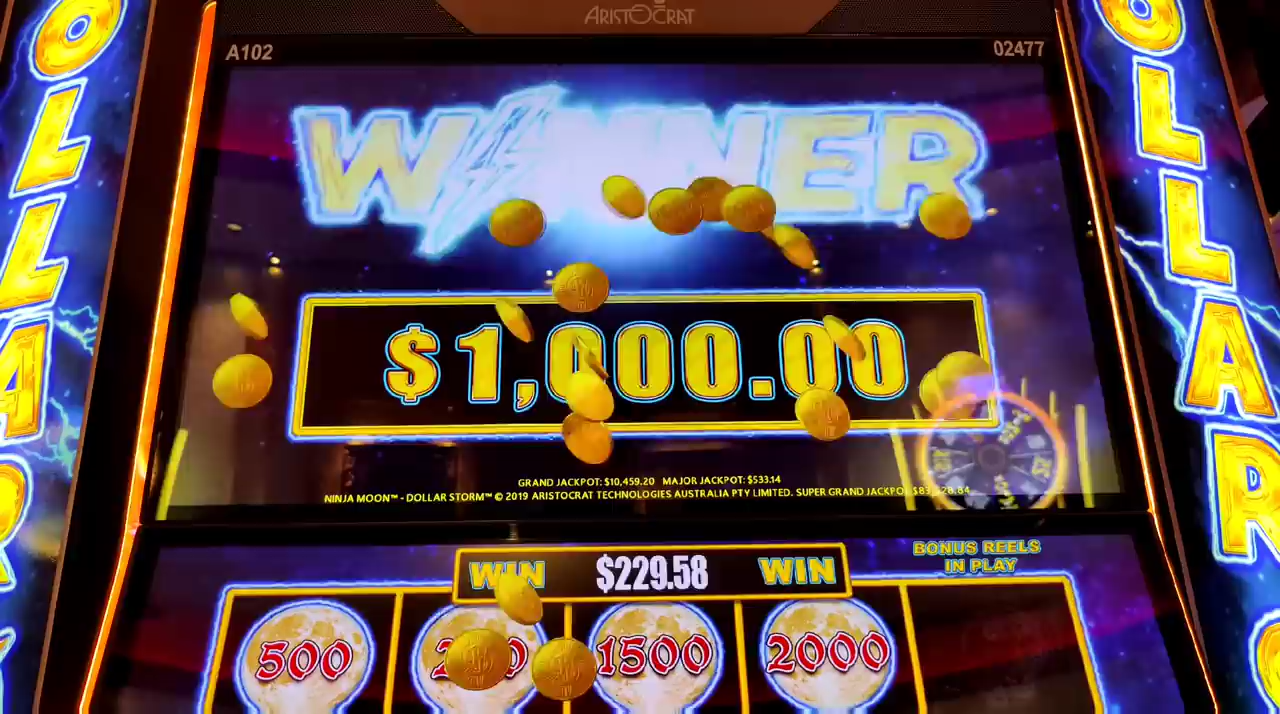 ARISTOCRAT
A102 02477
WINNER
$1,000.00
GRAND JACKPOT: $10,459.20 MAJOR JACKPOT: $533.14
NINJA MOON™ - DOLLAR STORM™ © 2019 ARISTOCRAT TECHNOLOGIES AUSTRALIA PTY LIMITED. SUPER GRAND JACKPOT
WIN $229.58 WIN
BONUS REELS
IN PLAY
500 1500 2000
OLLAR
OLLAR